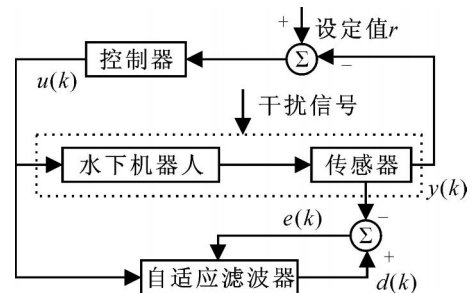 +
设定值r
控制器
Σ
−
u(k)
干扰信号
水下机器人
传感器
y(k)
e(k)
−
Σ
+
自适应滤波器
d(k)